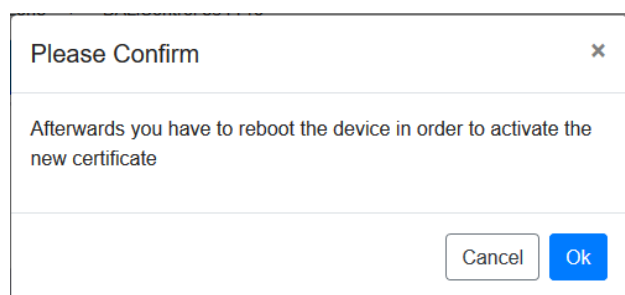 Please Confirm
×
Afterwards you have to reboot the device in order to activate the
new certificate
Cancel
Ok